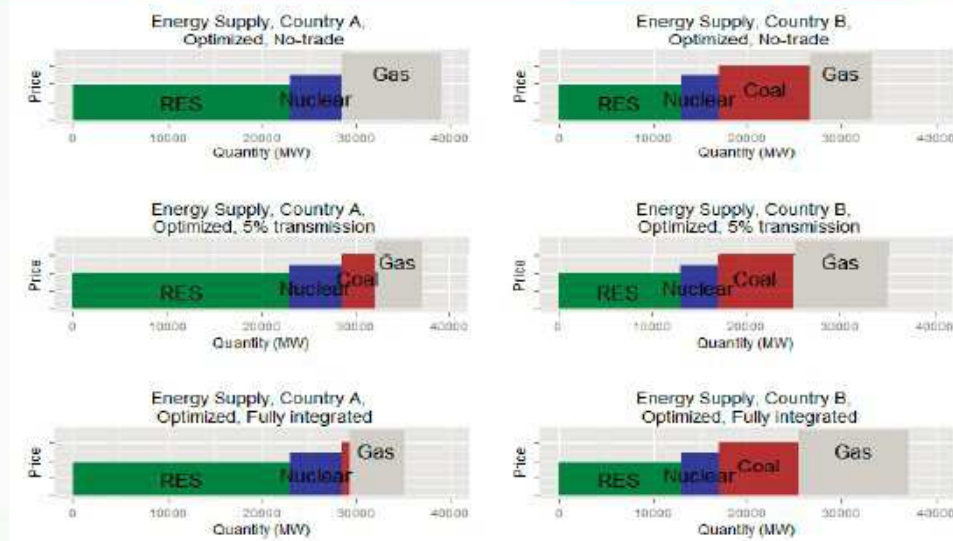 Energy Supply, Country A,
Optimized, No-trade
Price
RES
Nuclear
Gas
0 10000 20000 30000 40000
Quantity (MW)
Energy Supply, Country B,
Optimized, No-trade
Price
RES
Nuclear
Coal
Gas
0 10000 20000 30000 40000
Quantity (MW)
Energy Supply, Country A,
Optimized, 5% transmission
Price
RES
Nuclear
Coal
Gas
0 10000 20000 30000 40000
Quantity (MW)
Energy Supply, Country B,
Optimized, 5% transmission
Price
RES
Nuclear
Coal
Gas
0 10000 20000 30000 40000
Quantity (MW)
Energy Supply, Country A,
Optimized, Fully integrated
Price
RES
Nuclear
Gas
0 10000 20000 30000 40000
Quantity (MW)
Energy Supply, Country B,
Optimized, Fully integrated
Price
RES
Nuclear
Coal
Gas
0 10000 20000 30000 40000
Quantity (MW)